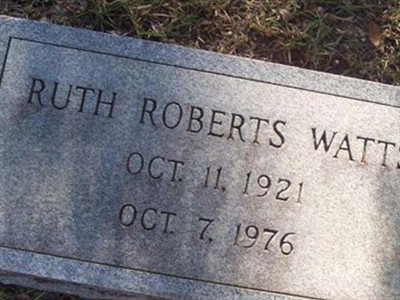 RUTH ROBERTS WATTS
OCT. 11, 1921
OCT. 7, 1976